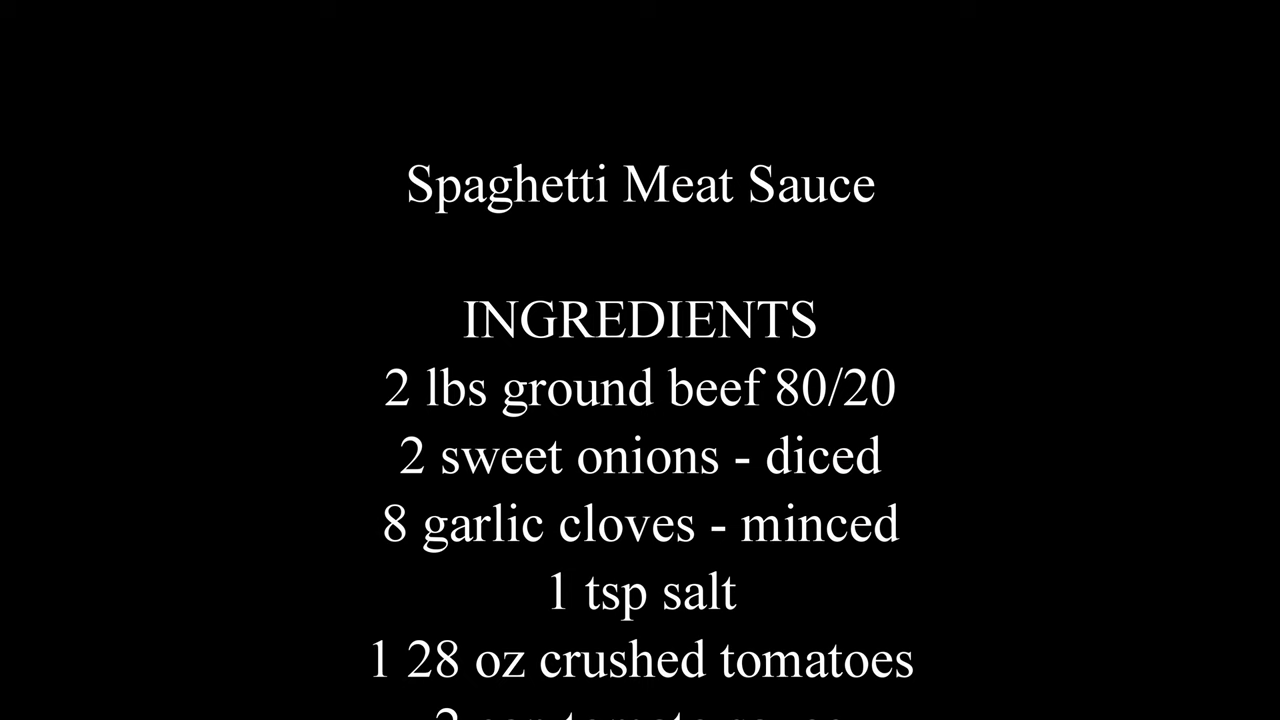 Spaghetti Meat Sauce
INGREDIENTS
2 lbs ground beef 80/20
2 sweet onions - diced
8 garlic cloves - minced
1 tsp salt
1 28 oz crushed tomatoes